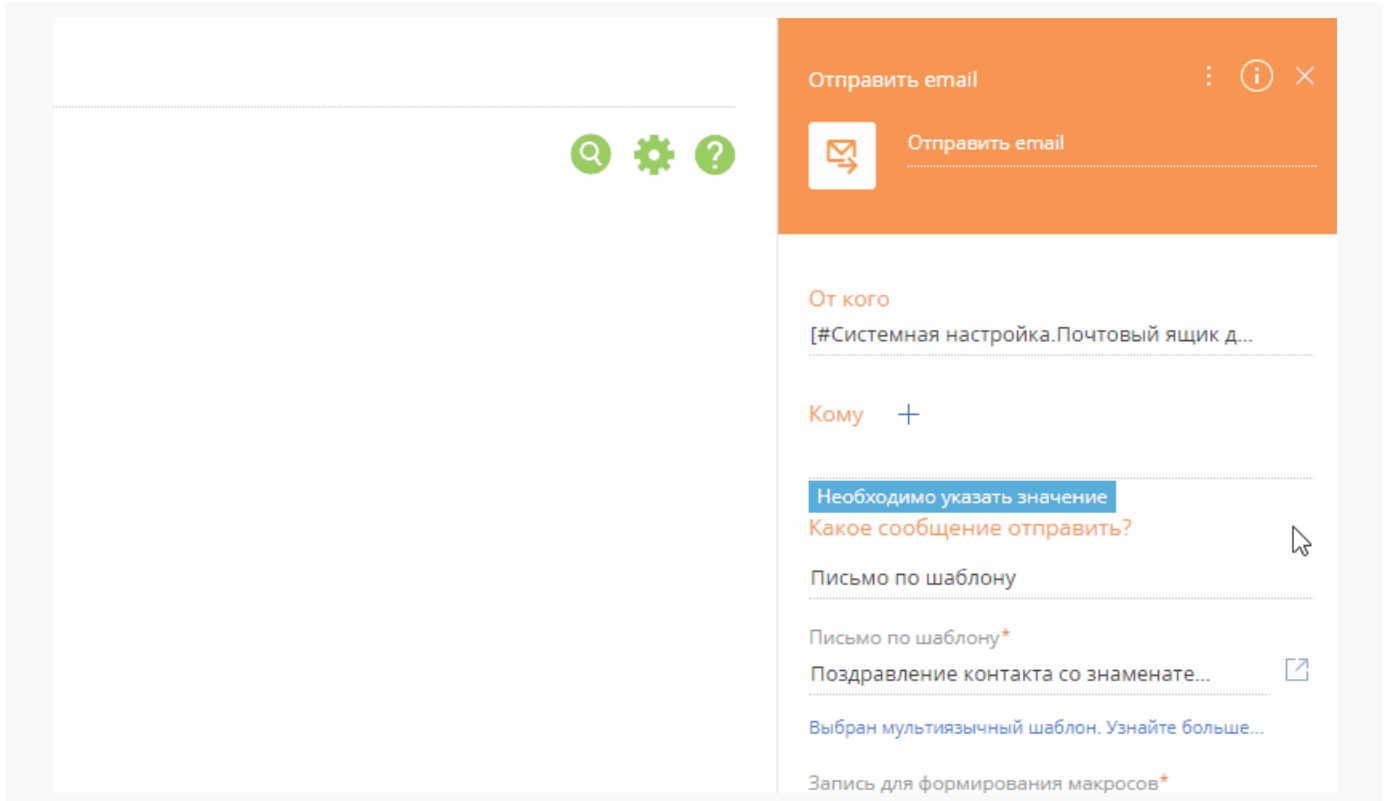 Отправить email
Отправить email
От кого
[#Системная настройка.Почтовый ящик д...
Кому
Необходимо указать значение
Какое сообщение отправить?
Письмо по шаблону
Письмо по шаблону*
Поздравление контакта со знаменате...
Выбран мультиязычный шаблон. Узнайте больше...
Запись для формирования макросов*